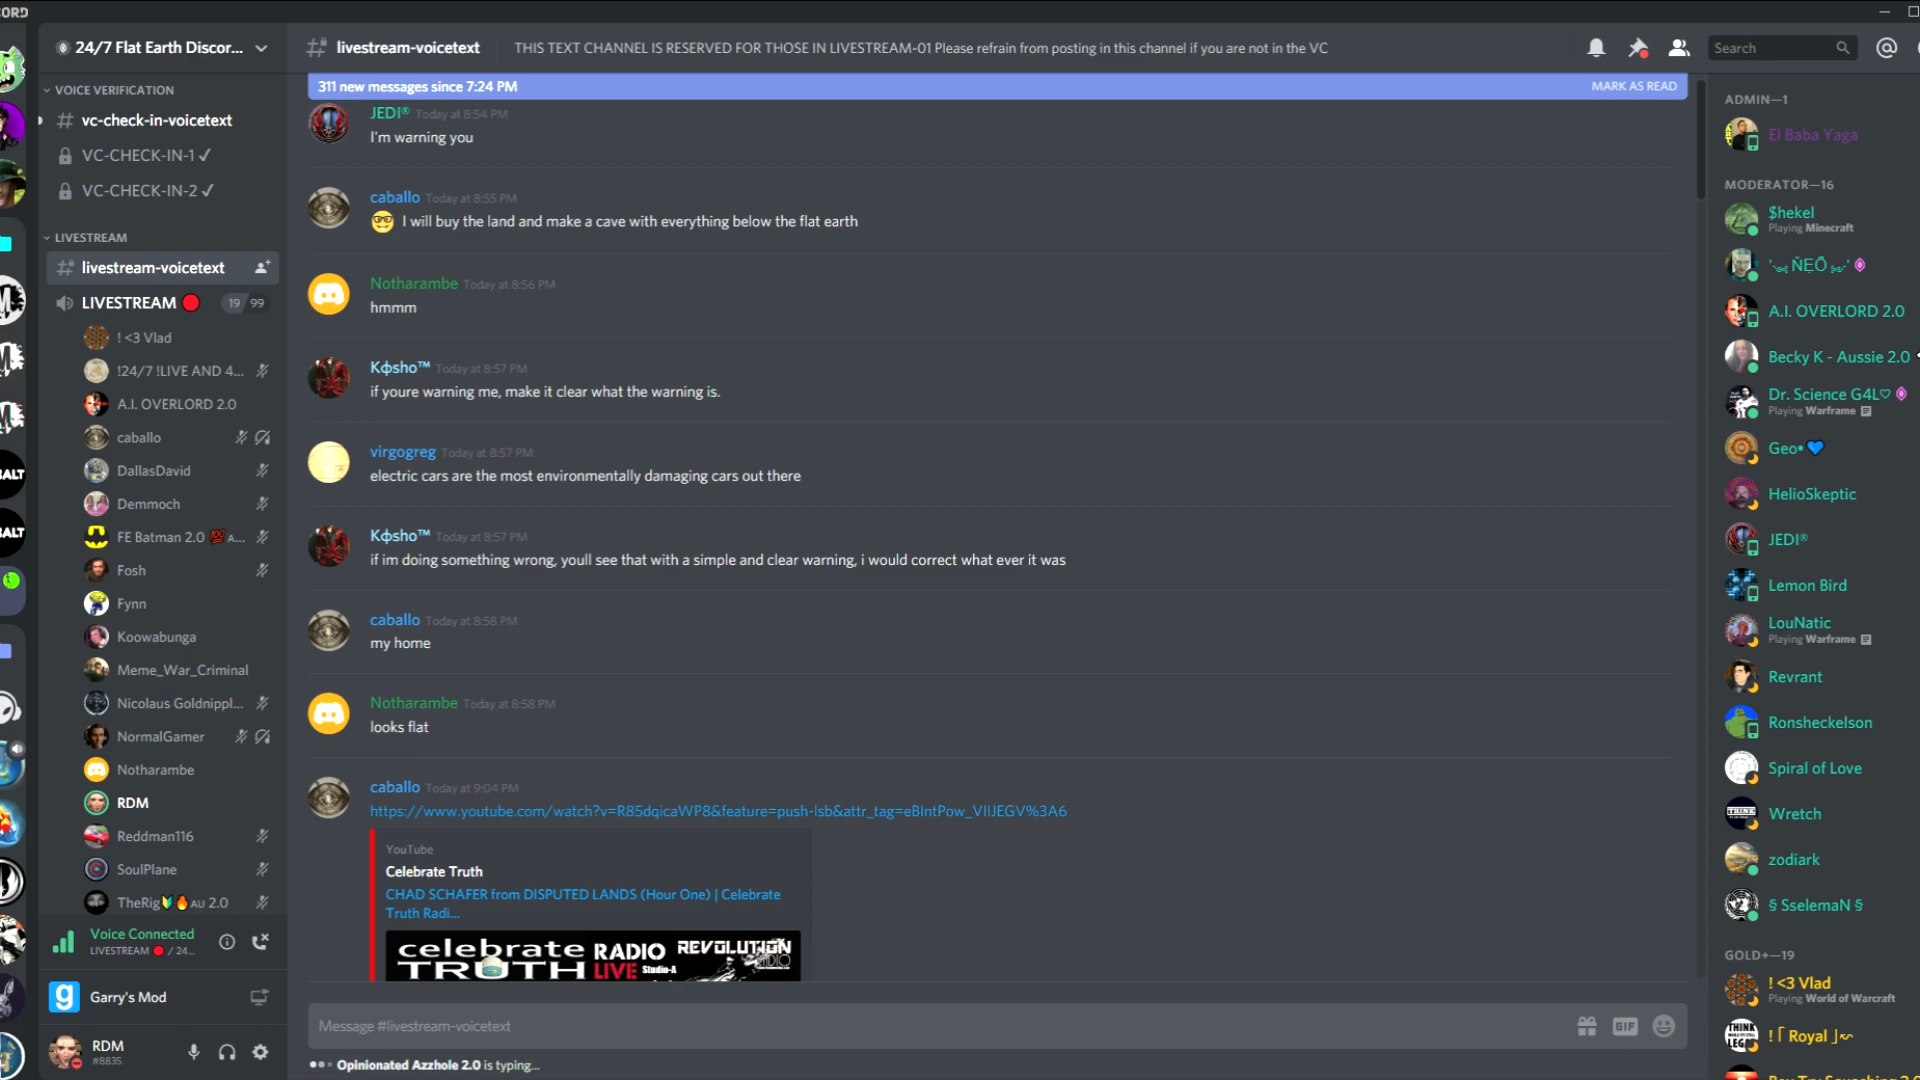 CORD
24/7 Flat Earth Discor...
VOICE VERIFICATION
vc-check-in-voicetext
VC-CHECK-IN-1 ✓
VC-CHECK-IN-2 ✓
LIVESTREAM
livestream-voicetext
LIVESTREAM 🔴 19 99
! <3 Vlad
!24/7 !LIVE AND 4...
A.I. OVERLORD 2.0
caballo
DallasDavid
Demmoch
FE Batman 2.0 💯 A...
Fosh
Fynn
Koowabunga
Meme_War_Criminal
Nicolaus Goldnippl...
NormalGamer
Notharambe
RDM
Reddman116
SoulPlane
TheRig🔰🔥AU 2.0
Voice Connected
LIVESTREAM 🔴 / 24...
Garry's Mod
RDM
#8835
livestream-voicetext THIS TEXT CHANNEL IS RESERVED FOR THOSE IN LIVESTREAM-01 Please refrain from posting in this channel if you are not in the VC
Search
311 new messages since 7:24 PM MARK AS READ
JEDI® Today at 8:54 PM
I'm warning you
caballo Today at 8:55 PM
🤓 I will buy the land and make a cave with everything below the flat earth
Notharambe Today at 8:56 PM
hmmm
Kфsho™ Today at 8:57 PM
if youre warning me, make it clear what the warning is.
virgogreg Today at 8:57 PM
electric cars are the most environmentally damaging cars out there
Kфsho™ Today at 8:57 PM
if im doing something wrong, youll see that with a simple and clear warning, i would correct what ever it was
caballo Today at 8:58 PM
my home
Notharambe Today at 8:58 PM
looks flat
caballo Today at 9:04 PM
https://www.youtube.com/watch?v=R85dqicaWP8&feature=push-lsb&attr_tag=eBIntPow_VIIJEGV%3A6
YouTube
Celebrate Truth
CHAD SCHAFER from DISPUTED LANDS (Hour One) | Celebrate
Truth Radi...
celebrate RADIO REVOLUTION
TRUTH LIVE Studio-A
Message #livestream-voicetext
GIF
Opinionated Azzhole 2.0 is typing...
ADMIN—1
El Baba Yaga
MODERATOR—16
$hekel
Playing Minecraft
ÑEÕ
A.I. OVERLORD 2.0
Becky K - Aussie 2.0
Dr. Science G4L♡
Playing Warframe
Geo• 💙
HelioSkeptic
JEDI®
Lemon Bird
LouNatic
Playing Warframe
Revrant
Ronsheckelson
Spiral of Love
Wretch
zodiark
§ SselemaN §
GOLD+—19
! <3 Vlad
Playing World of Warcraft
! 「 Royal 」